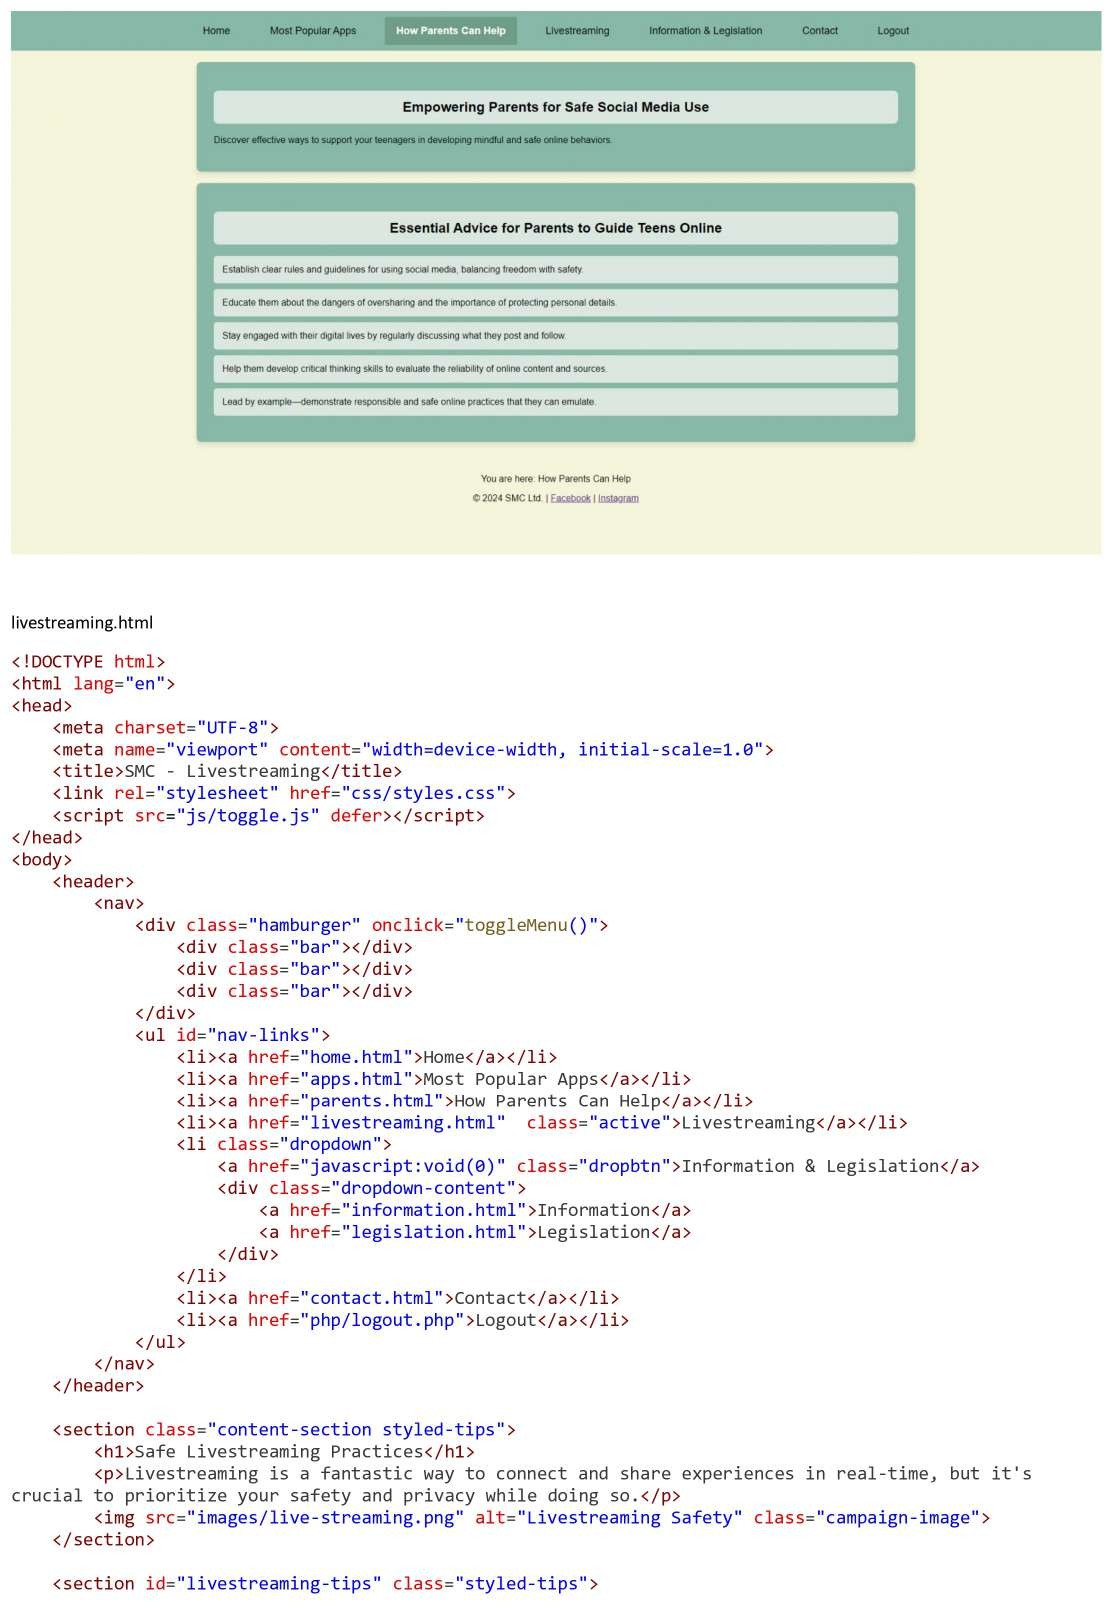 Home Most Popular Apps How Parents Can Help Livestreaming Information & Legislation Contact Logout
Empowering Parents for Safe Social Media Use
Discover effective ways to support your teenagers in developing mindful and safe online behaviors.
Essential Advice for Parents to Guide Teens Online
Establish clear rules and guidelines for using social media, balancing freedom with safety.
Educate them about the dangers of oversharing and the importance of protecting personal details.
Stay engaged with their digital lives by regularly discussing what they post and follow.
Help them develop critical thinking skills to evaluate the reliability of online content and sources.
Lead by example—demonstrate responsible and safe online practices that they can emulate.
You are here: How Parents Can Help
© 2024 SMC Ltd. | Facebook | Instagram
livestreaming.html
<!DOCTYPE html>
<html lang="en">
<head>
    <meta charset="UTF-8">
    <meta name="viewport" content="width=device-width, initial-scale=1.0">
    <title>SMC - Livestreaming</title>
    <link rel="stylesheet" href="css/styles.css">
    <script src="js/toggle.js" defer></script>
</head>
<body>
    <header>
        <nav>
            <div class="hamburger" onclick="toggleMenu()">
                <div class="bar"></div>
                <div class="bar"></div>
                <div class="bar"></div>
            </div>
            <ul id="nav-links">
                <li><a href="home.html">Home</a></li>
                <li><a href="apps.html">Most Popular Apps</a></li>
                <li><a href="parents.html">How Parents Can Help</a></li>
                <li><a href="livestreaming.html"  class="active">Livestreaming</a></li>
                <li class="dropdown">
                    <a href="javascript:void(0)" class="dropbtn">Information & Legislation</a>
                    <div class="dropdown-content">
                        <a href="information.html">Information</a>
                        <a href="legislation.html">Legislation</a>
                    </div>
                </li>
                <li><a href="contact.html">Contact</a></li>
                <li><a href="php/logout.php">Logout</a></li>
            </ul>
        </nav>
    </header>
    <section class="content-section styled-tips">
        <h1>Safe Livestreaming Practices</h1>
        <p>Livestreaming is a fantastic way to connect and share experiences in real-time, but it's
crucial to prioritize your safety and privacy while doing so.</p>
        <img src="images/live-streaming.png" alt="Livestreaming Safety" class="campaign-image">
    </section>
    <section id="livestreaming-tips" class="styled-tips">